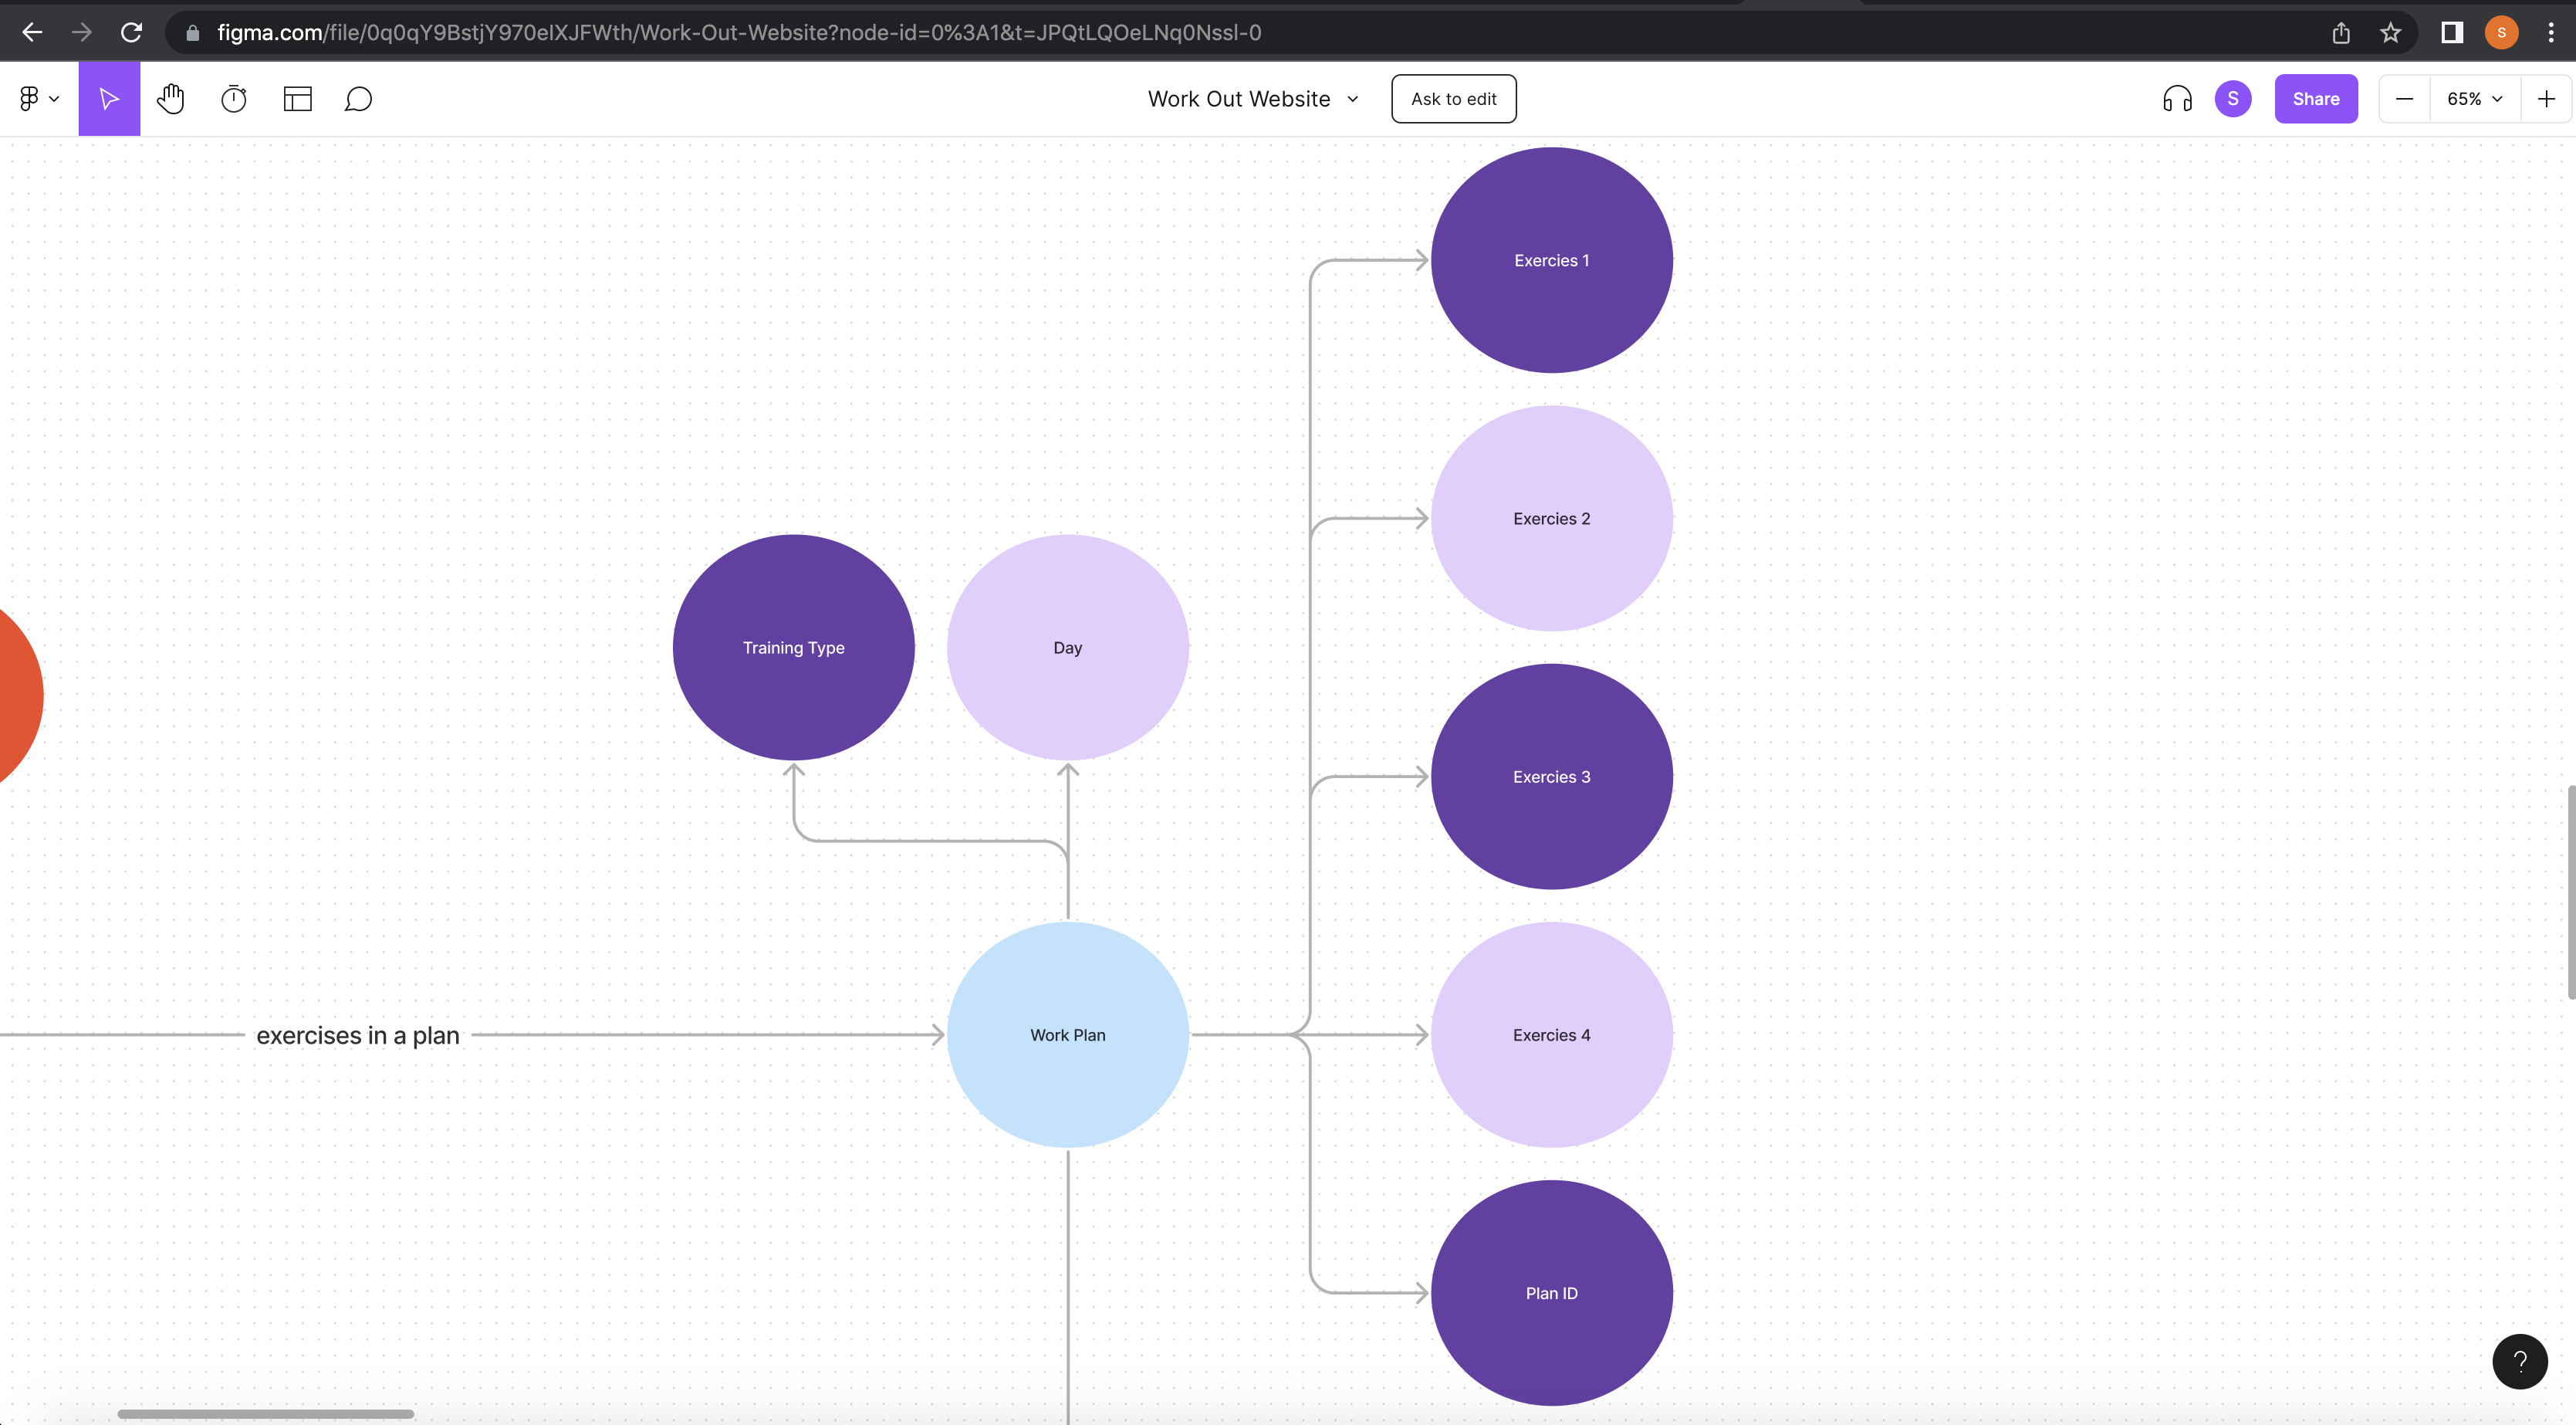 figma.com/file/0q0qY9BstjY970elXJFWth/Work-Out-Website?node-id=0%3A1&t=JPQtLQOeLNq0Nssl-0
S
Work Out Website
Ask to edit
S
Share
65%
Exercies 1
Exercies 2
Training Type
Day
Exercies 3
exercises in a plan
Work Plan
Exercies 4
Plan ID
?